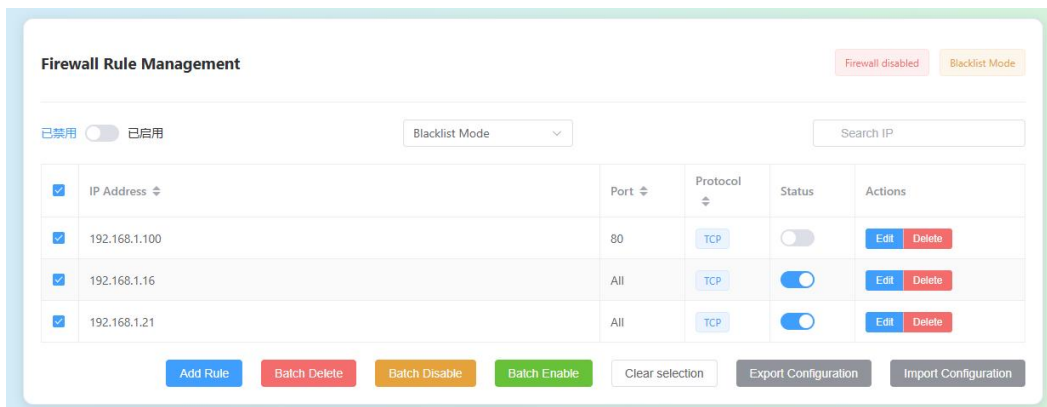 Firewall Rule Management
Firewall disabled
Blacklist Mode
已禁用 已启用
Blacklist Mode
Search IP
IP Address Port Protocol Status Actions
192.168.1.100 80 TCP Edit Delete
192.168.1.16 All TCP Edit Delete
192.168.1.21 All TCP Edit Delete
Add Rule Batch Delete Batch Disable Batch Enable Clear selection Export Configuration Import Configuration